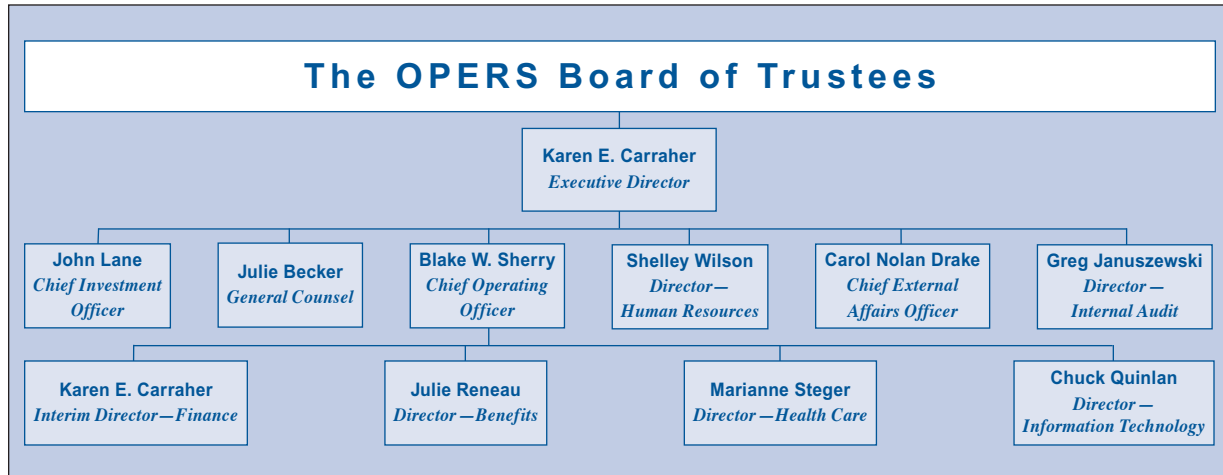 The OPERS Board of Trustees
Karen E. Carraher
Executive Director
John Lane
Chief Investment
Officer
Julie Becker
General Counsel
Blake W. Sherry
Chief Operating
Officer
Shelley Wilson
Director—
Human Resources
Carol Nolan Drake
Chief External
Affairs Officer
Greg Januszewski
Director—
Internal Audit
Karen E. Carraher
Interim Director—Finance
Julie Reneau
Director—Benefits
Marianne Steger
Director—Health Care
Chuck Quinlan
Director—
Information Technology